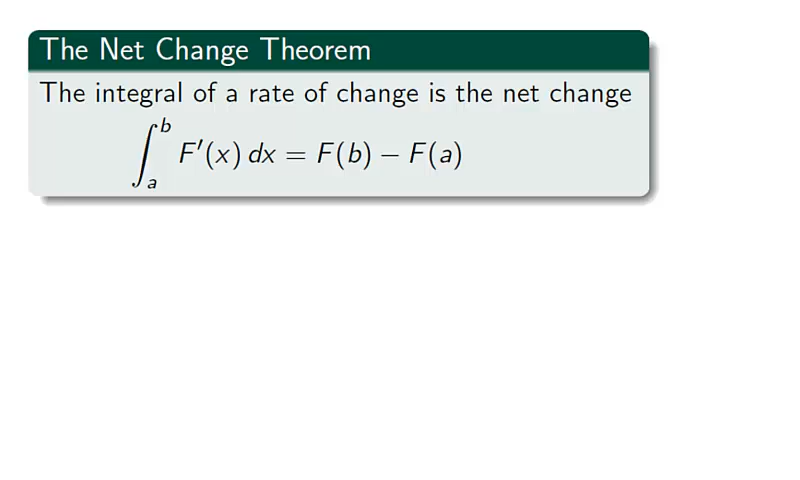 The Net Change Theorem
The integral of a rate of change is the net change
∫_a^b F′(x) dx = F(b) − F(a)